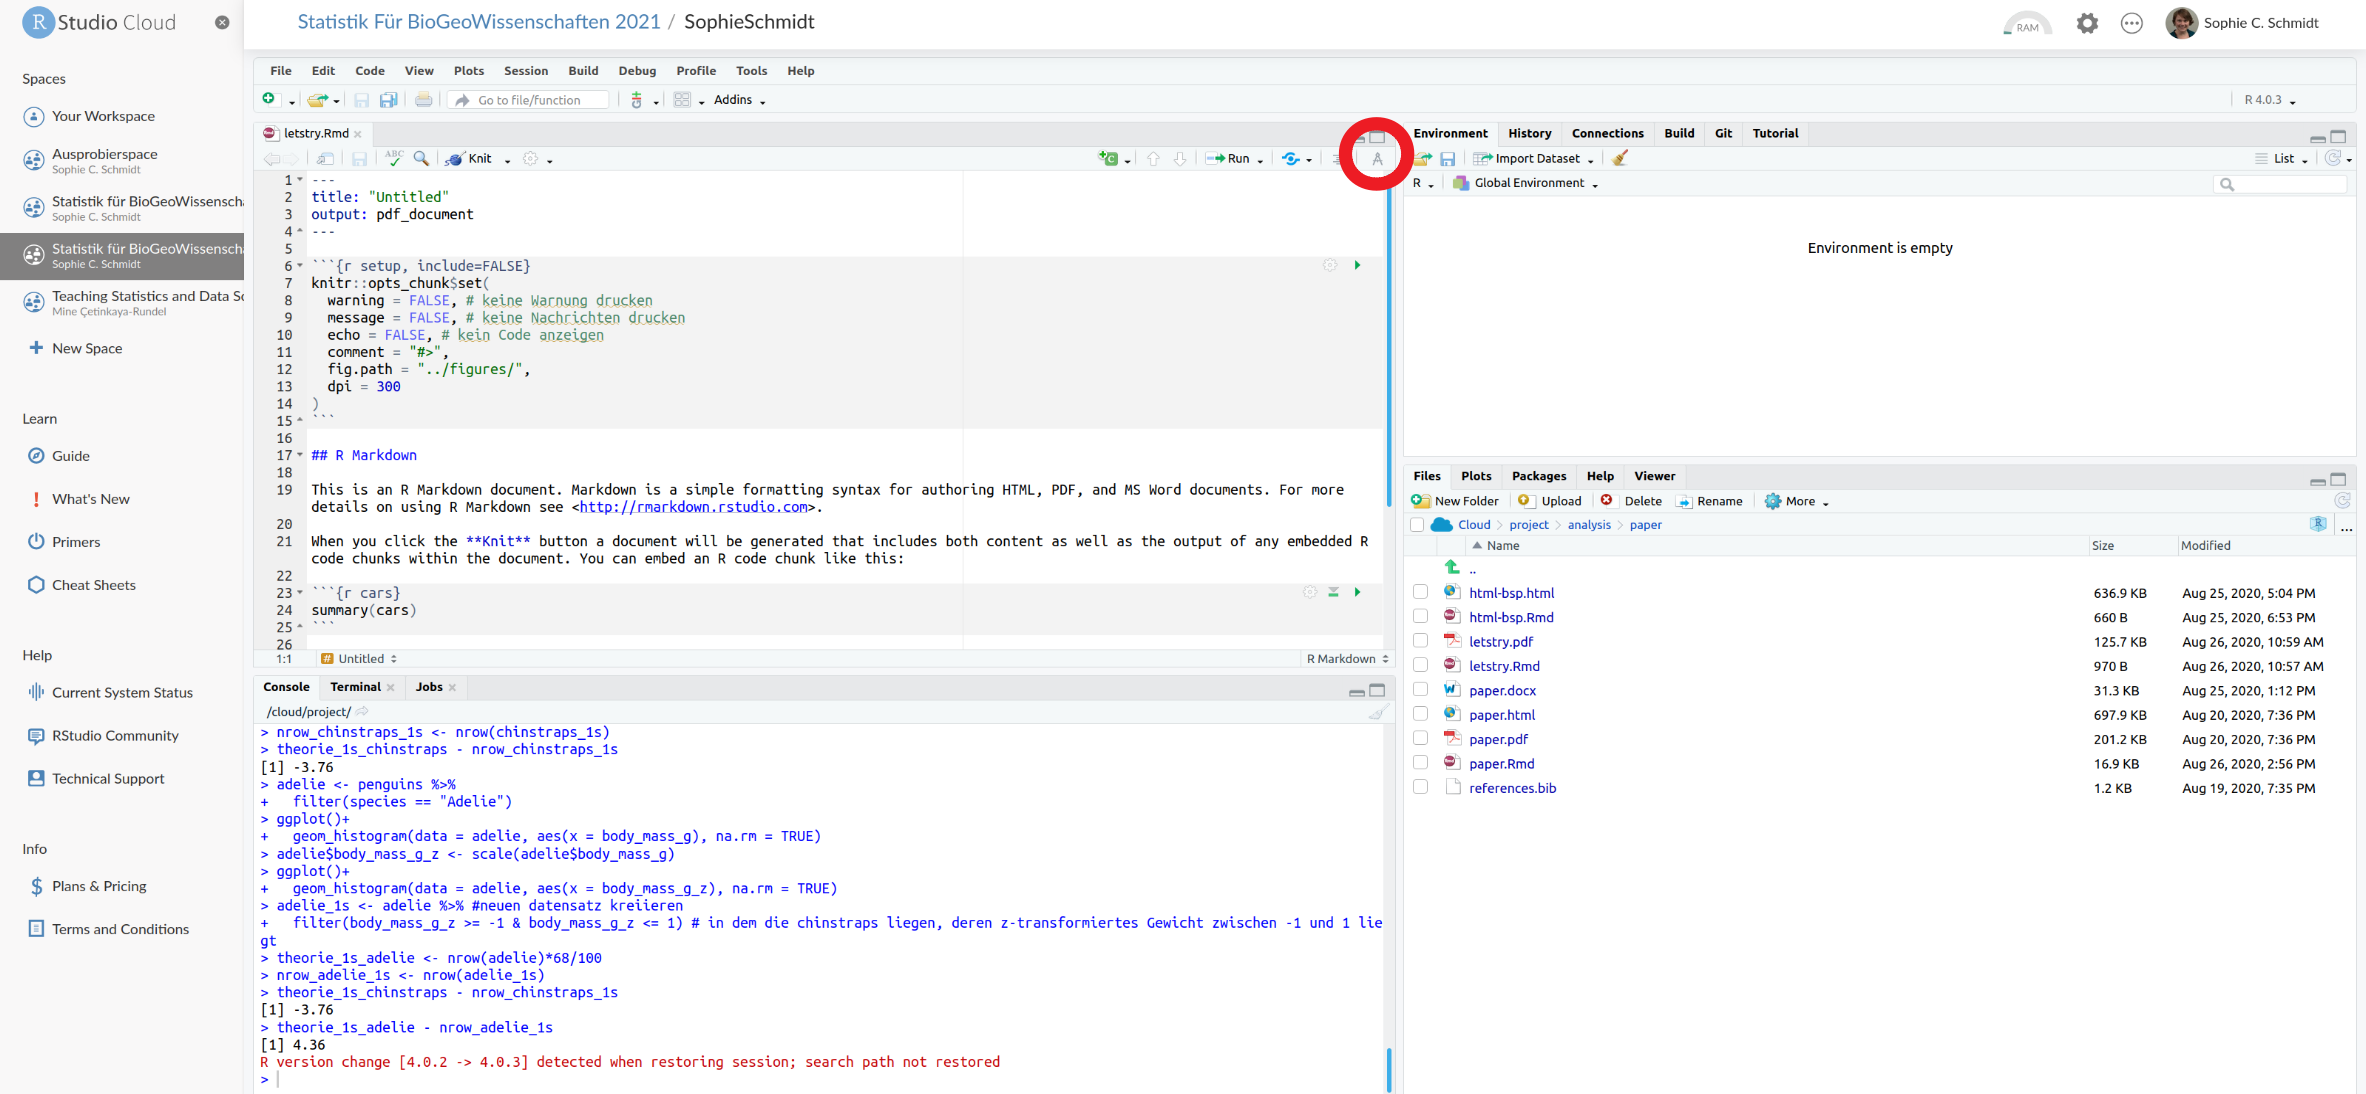 R Studio Cloud
Statistik Für BioGeoWissenschaften 2021 / SophieSchmidt
RAM
Sophie C. Schmidt
Spaces
Your Workspace
Ausprobierspace
Sophie C. Schmidt
Statistik für BioGeoWissensch
Sophie C. Schmidt
Statistik für BioGeoWissensch
Sophie C. Schmidt
Teaching Statistics and Data Sc
Mine Çetinkaya-Rundel
New Space
Learn
Guide
What's New
Primers
Cheat Sheets
Help
Current System Status
RStudio Community
Technical Support
Info
Plans & Pricing
Terms and Conditions
File Edit Code View Plots Session Build Debug Profile Tools Help
Go to file/function Addins R 4.0.3
letstry.Rmd
ABC Knit Run
1 ---
2 title: "Untitled"
3 output: pdf_document
4 ---
5
6 ```{r setup, include=FALSE}
7 knitr::opts_chunk$set(
8 warning = FALSE, # keine Warnung drucken
9 message = FALSE, # keine Nachrichten drucken
10 echo = FALSE, # kein Code anzeigen
11 comment = "#>",
12 fig.path = "../figures/",
13 dpi = 300
14 )
15 ```
16
17 ## R Markdown
18
19 This is an R Markdown document. Markdown is a simple formatting syntax for authoring HTML, PDF, and MS Word documents. For more
details on using R Markdown see <http://rmarkdown.rstudio.com>.
20
21 When you click the **Knit** button a document will be generated that includes both content as well as the output of any embedded R
code chunks within the document. You can embed an R code chunk like this:
22
23 ```{r cars}
24 summary(cars)
25 ```
26
1:1 # Untitled R Markdown
Console Terminal Jobs
/cloud/project/
> nrow_chinstraps_1s <- nrow(chinstraps_1s)
> theorie_1s_chinstraps - nrow_chinstraps_1s
[1] -3.76
> adelie <- penguins %>%
+ filter(species == "Adelie")
> ggplot()+
+ geom_histogram(data = adelie, aes(x = body_mass_g), na.rm = TRUE)
> adelie$body_mass_g_z <- scale(adelie$body_mass_g)
> ggplot()+
+ geom_histogram(data = adelie, aes(x = body_mass_g_z), na.rm = TRUE)
> adelie_1s <- adelie %>% #neuen datensatz kreiieren
+ filter(body_mass_g_z >= -1 & body_mass_g_z <= 1) # in dem die chinstraps liegen, deren z-transformiertes Gewicht zwischen -1 und 1 lie
gt
> theorie_1s_adelie <- nrow(adelie)*68/100
> nrow_adelie_1s <- nrow(adelie_1s)
> theorie_1s_chinstraps - nrow_chinstraps_1s
[1] -3.76
> theorie_1s_adelie - nrow_adelie_1s
[1] 4.36
R version change [4.0.2 -> 4.0.3] detected when restoring session; search path not restored
>
Environment History Connections Build Git Tutorial
Import Dataset List
R Global Environment
Environment is empty
Files Plots Packages Help Viewer
New Folder Upload Delete Rename More
Cloud > project > analysis > paper R ...
Name Size Modified
..
html-bsp.html 636.9 KB Aug 25, 2020, 5:04 PM
html-bsp.Rmd 660 B Aug 25, 2020, 6:53 PM
letstry.pdf 125.7 KB Aug 26, 2020, 10:59 AM
letstry.Rmd 970 B Aug 26, 2020, 10:57 AM
paper.docx 31.3 KB Aug 25, 2020, 1:12 PM
paper.html 697.9 KB Aug 20, 2020, 7:36 PM
paper.pdf 201.2 KB Aug 20, 2020, 7:36 PM
paper.Rmd 16.9 KB Aug 26, 2020, 2:56 PM
references.bib 1.2 KB Aug 19, 2020, 7:35 PM